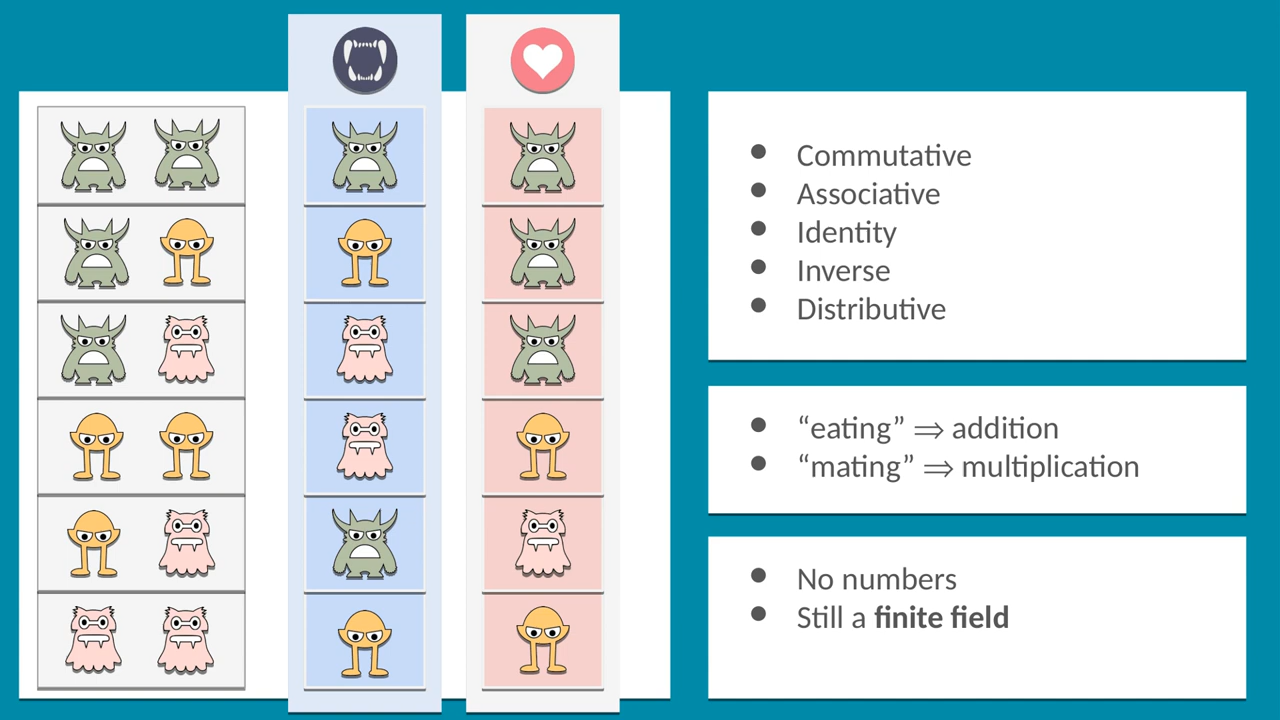 Commutative
Associative
Identity
Inverse
Distributive
“eating” ⟹ addition
“mating” ⟹ multiplication
No numbers
Still a finite field